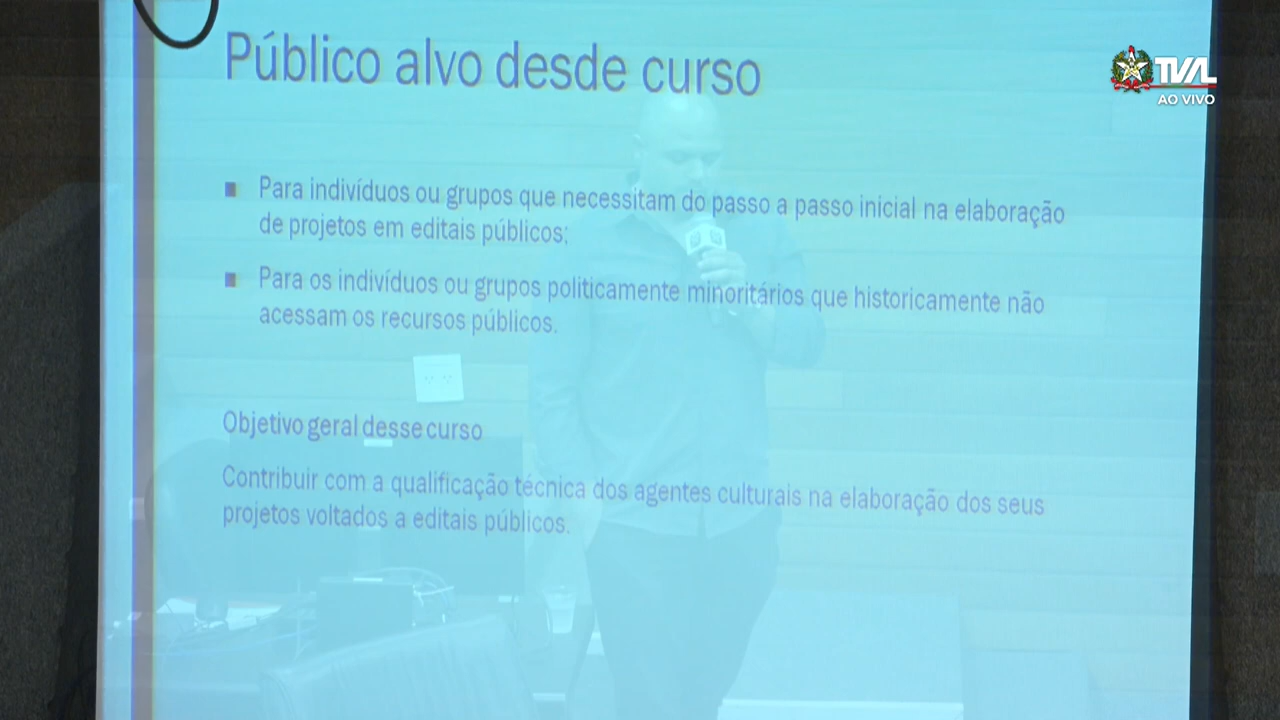 Público alvo desde curso
TVAL
AO VIVO
Para indivíduos ou grupos que necessitam do passo a passo inicial na elaboração
de projetos em editais públicos;
Para os indivíduos ou grupos politicamente minoritários que historicamente não
acessam os recursos públicos.
Objetivo geral desse curso
Contribuir com a qualificação técnica dos agentes culturais na elaboração dos seus
projetos voltados a editais públicos.